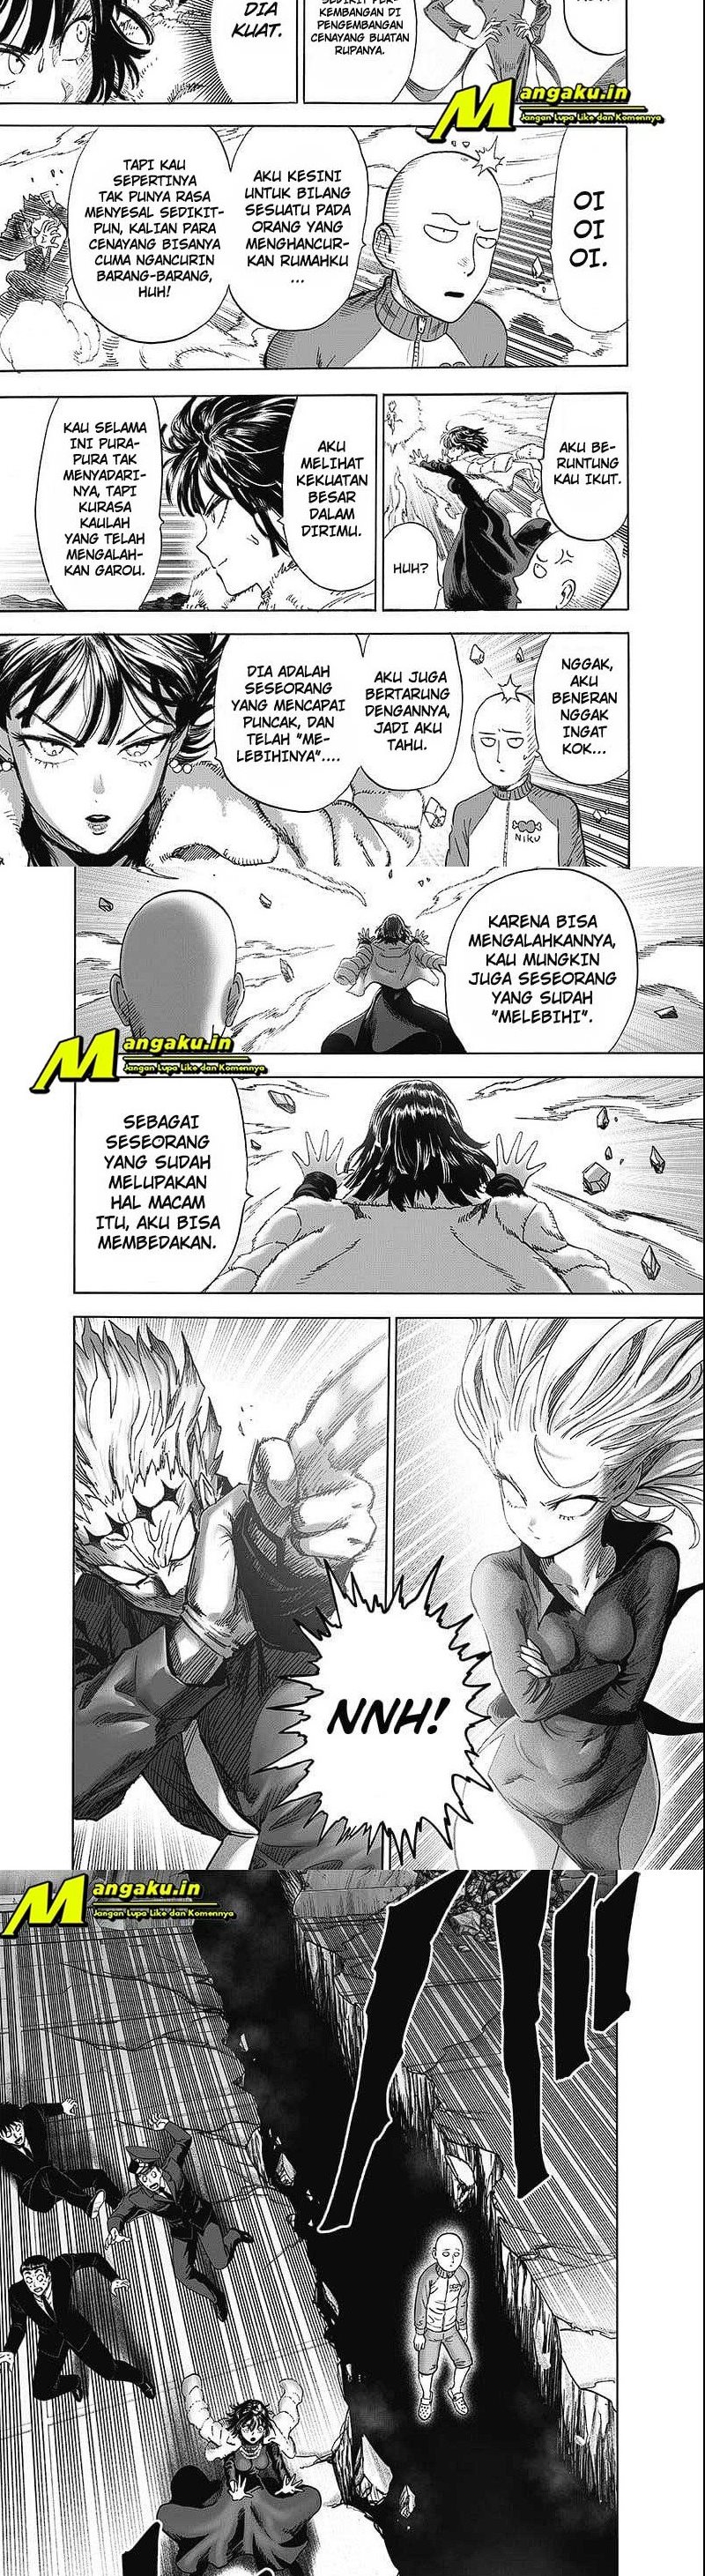 SEDIKIT PER-
KEMBANGAN DI
PENGEMBANGAN
CENAYANG BUATAN
RUPANYA.
DIA
KUAT.
Mangaku.in
Jangan Lupa Like dan Komennya
OI
OI
OI.
AKU KESINI
UNTUK BILANG
SESUATU PADA
ORANG YANG
MENGHANCUR-
KAN RUMAHKU
...
TAPI KAU
SEPERTINYA
TAK PUNYA RASA
MENYESAL SEDIKIT-
PUN, KALIAN PARA
CENAYANG BISANYA
CUMA NGANCURIN
BARANG-BARANG,
HUH!
AKU BE-
RUNTUNG
KAU IKUT.
HUH?
AKU
MELIHAT
KEKUATAN
BESAR
DALAM
DIRIMU.
KAU SELAMA
INI PURA-
PURA TAK
MENYADARI-
NYA, TAPI
KURASA
KAULAH
YANG TELAH
MENGALAH-
KAN GAROU.
NGGAK,
AKU
BENERAN
NGGAK
INGAT
KOK...
NIKU
AKU JUGA
BERTARUNG
DENGANNYA,
JADI AKU
TAHU.
DIA ADALAH
SESEORANG
YANG MENCAPAI
PUNCAK, DAN
TELAH "ME-
LEBIHINYA"....
KARENA BISA
MENGALAHKANNYA,
KAU MUNGKIN
JUGA SESEORANG
YANG SUDAH
"MELEBIHI".
Mangaku.in
Jangan Lupa Like dan Komennya
SEBAGAI
SESEORANG
YANG SUDAH
MELUPAKAN
HAL MACAM
ITU, AKU BISA
MEMBEDAKAN.
NNH!
Mangaku.in
Jangan Lupa Like dan Komennya